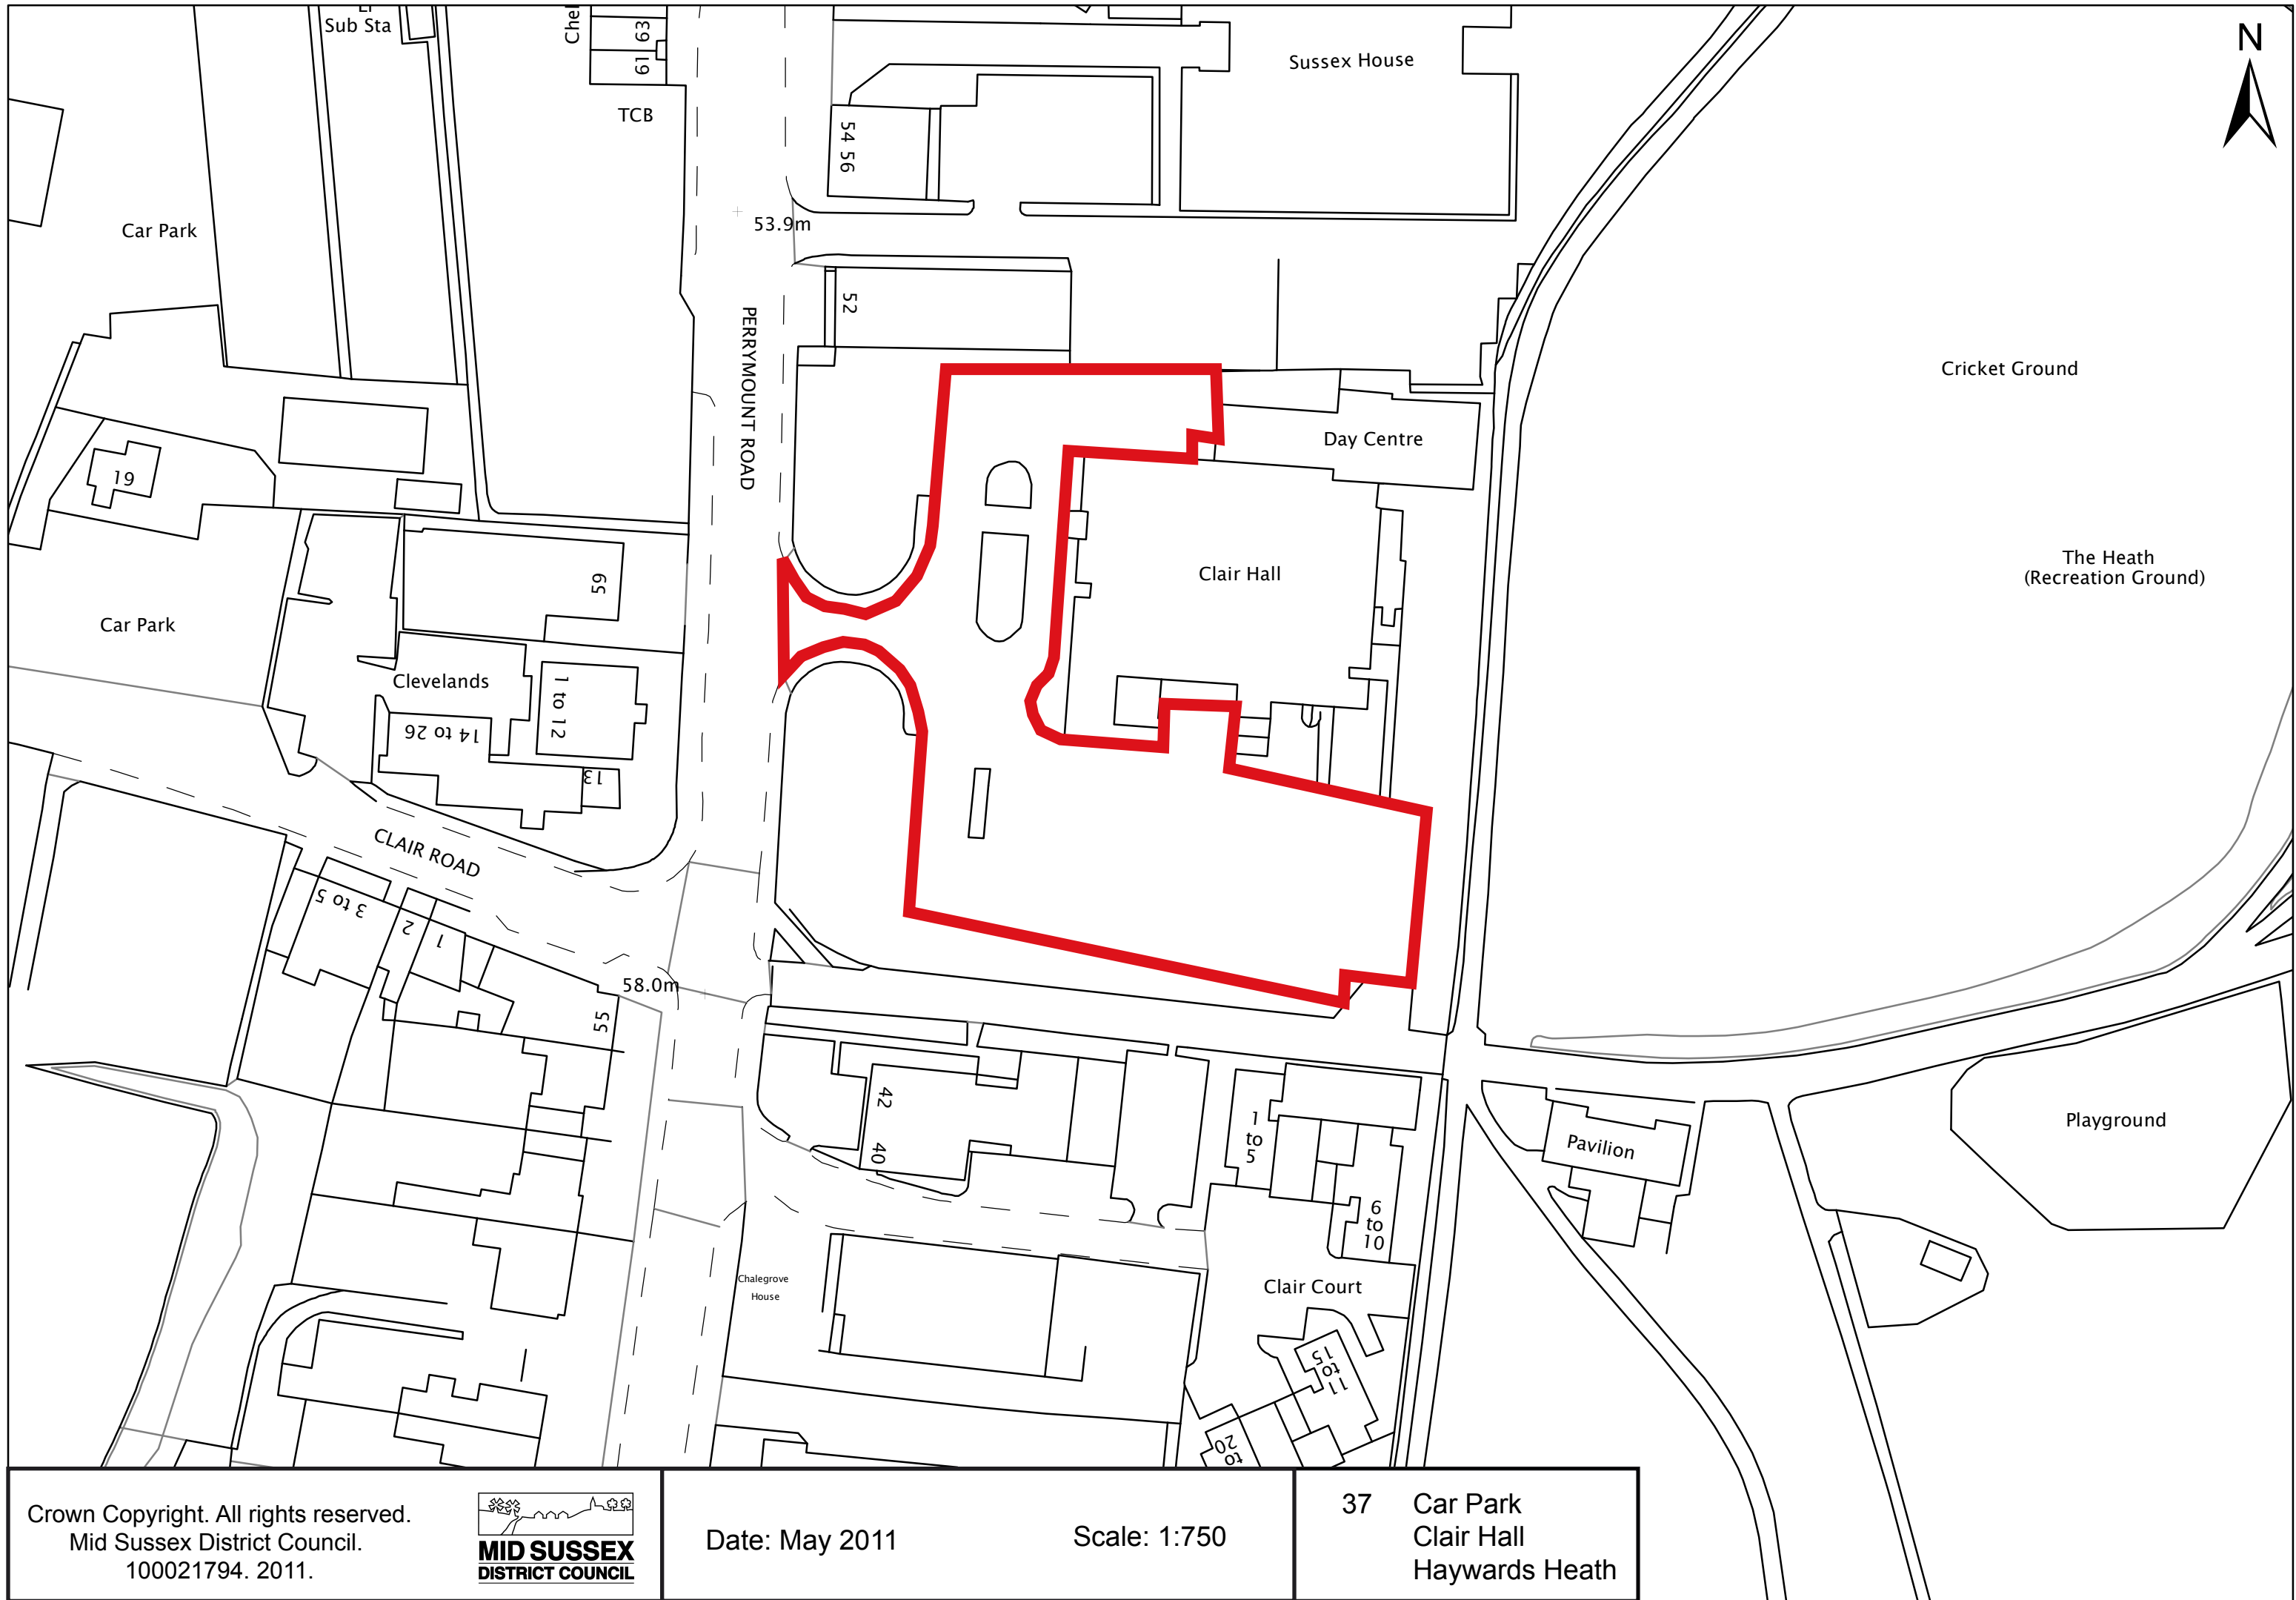 Sub Sta
63
61
TCB
Sussex House
N
54 56
Car Park
53.9m
52
PERRYMOUNT ROAD
Cricket Ground
Day Centre
19
Clair Hall
The Heath
(Recreation Ground)
59
Car Park
Clevelands
1 to 12
14 to 26
13
CLAIR ROAD
3 to 5
2
1
58.0m
55
42
40
1
to
5
Pavilion
Playground
6
to
10
Chalegrove
House
Clair Court
11
to
15
to
20
Crown Copyright. All rights reserved.
Mid Sussex District Council.
100021794. 2011.
MID SUSSEX
DISTRICT COUNCIL
Date: May 2011
Scale: 1:750
37 Car Park
Clair Hall
Haywards Heath